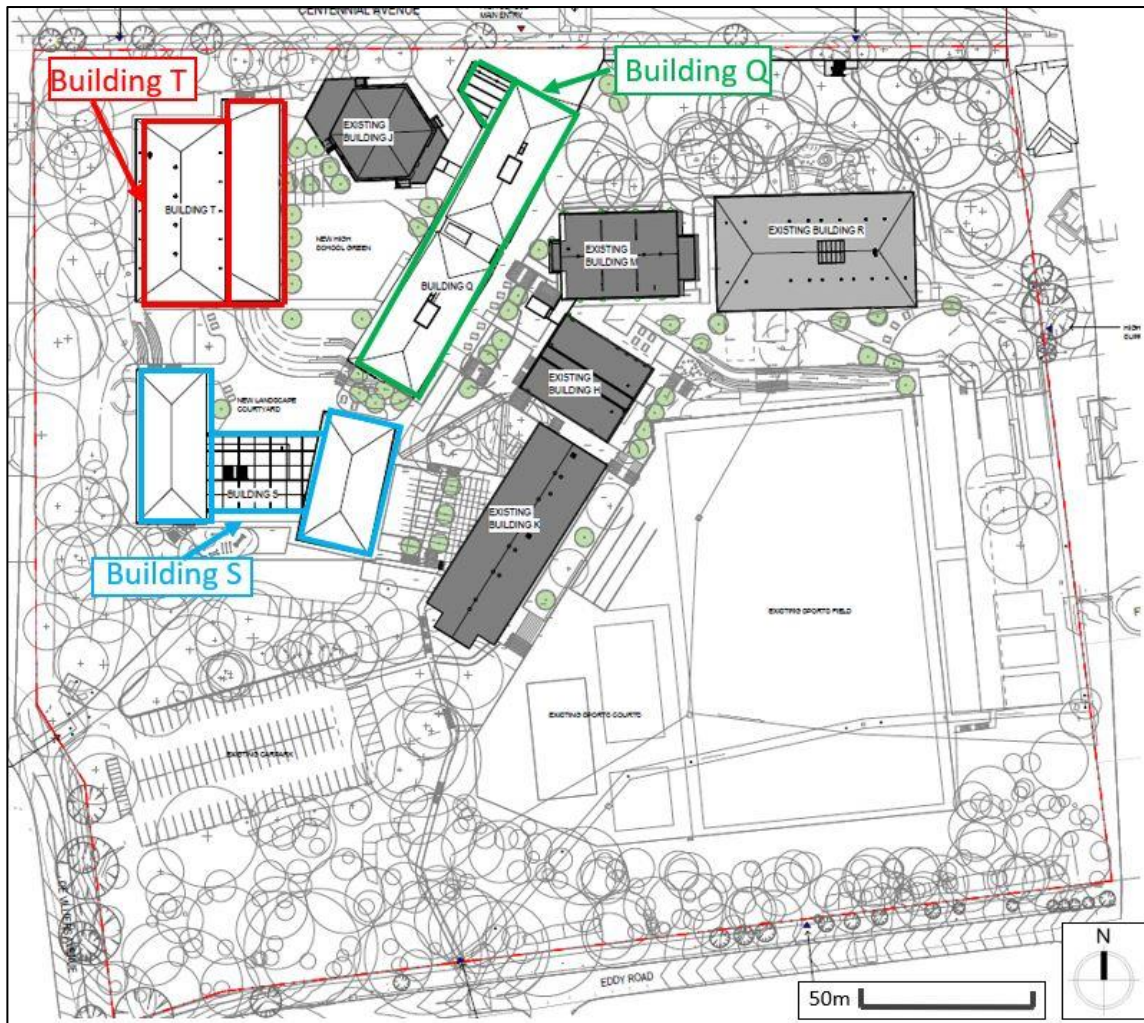 CENTENNIAL AVENUE
MAIN ENTRY
Building T
Building Q
EXISTING
BUILDING J
BUILDING T
NEW HIGH
SCHOOL GREEN
EXISTING
BUILDING M
EXISTING BUILDING R
BUILDING Q
EXISTING
BUILDING H
NEW LANDSCAPE
COURTYARD
BUILDING S
EXISTING
BUILDING K
Building S
EXISTING SPORTS FIELD
EXISTING SPORTS COURTS
EXISTING CARPARK
EDDY ROAD
50m
N